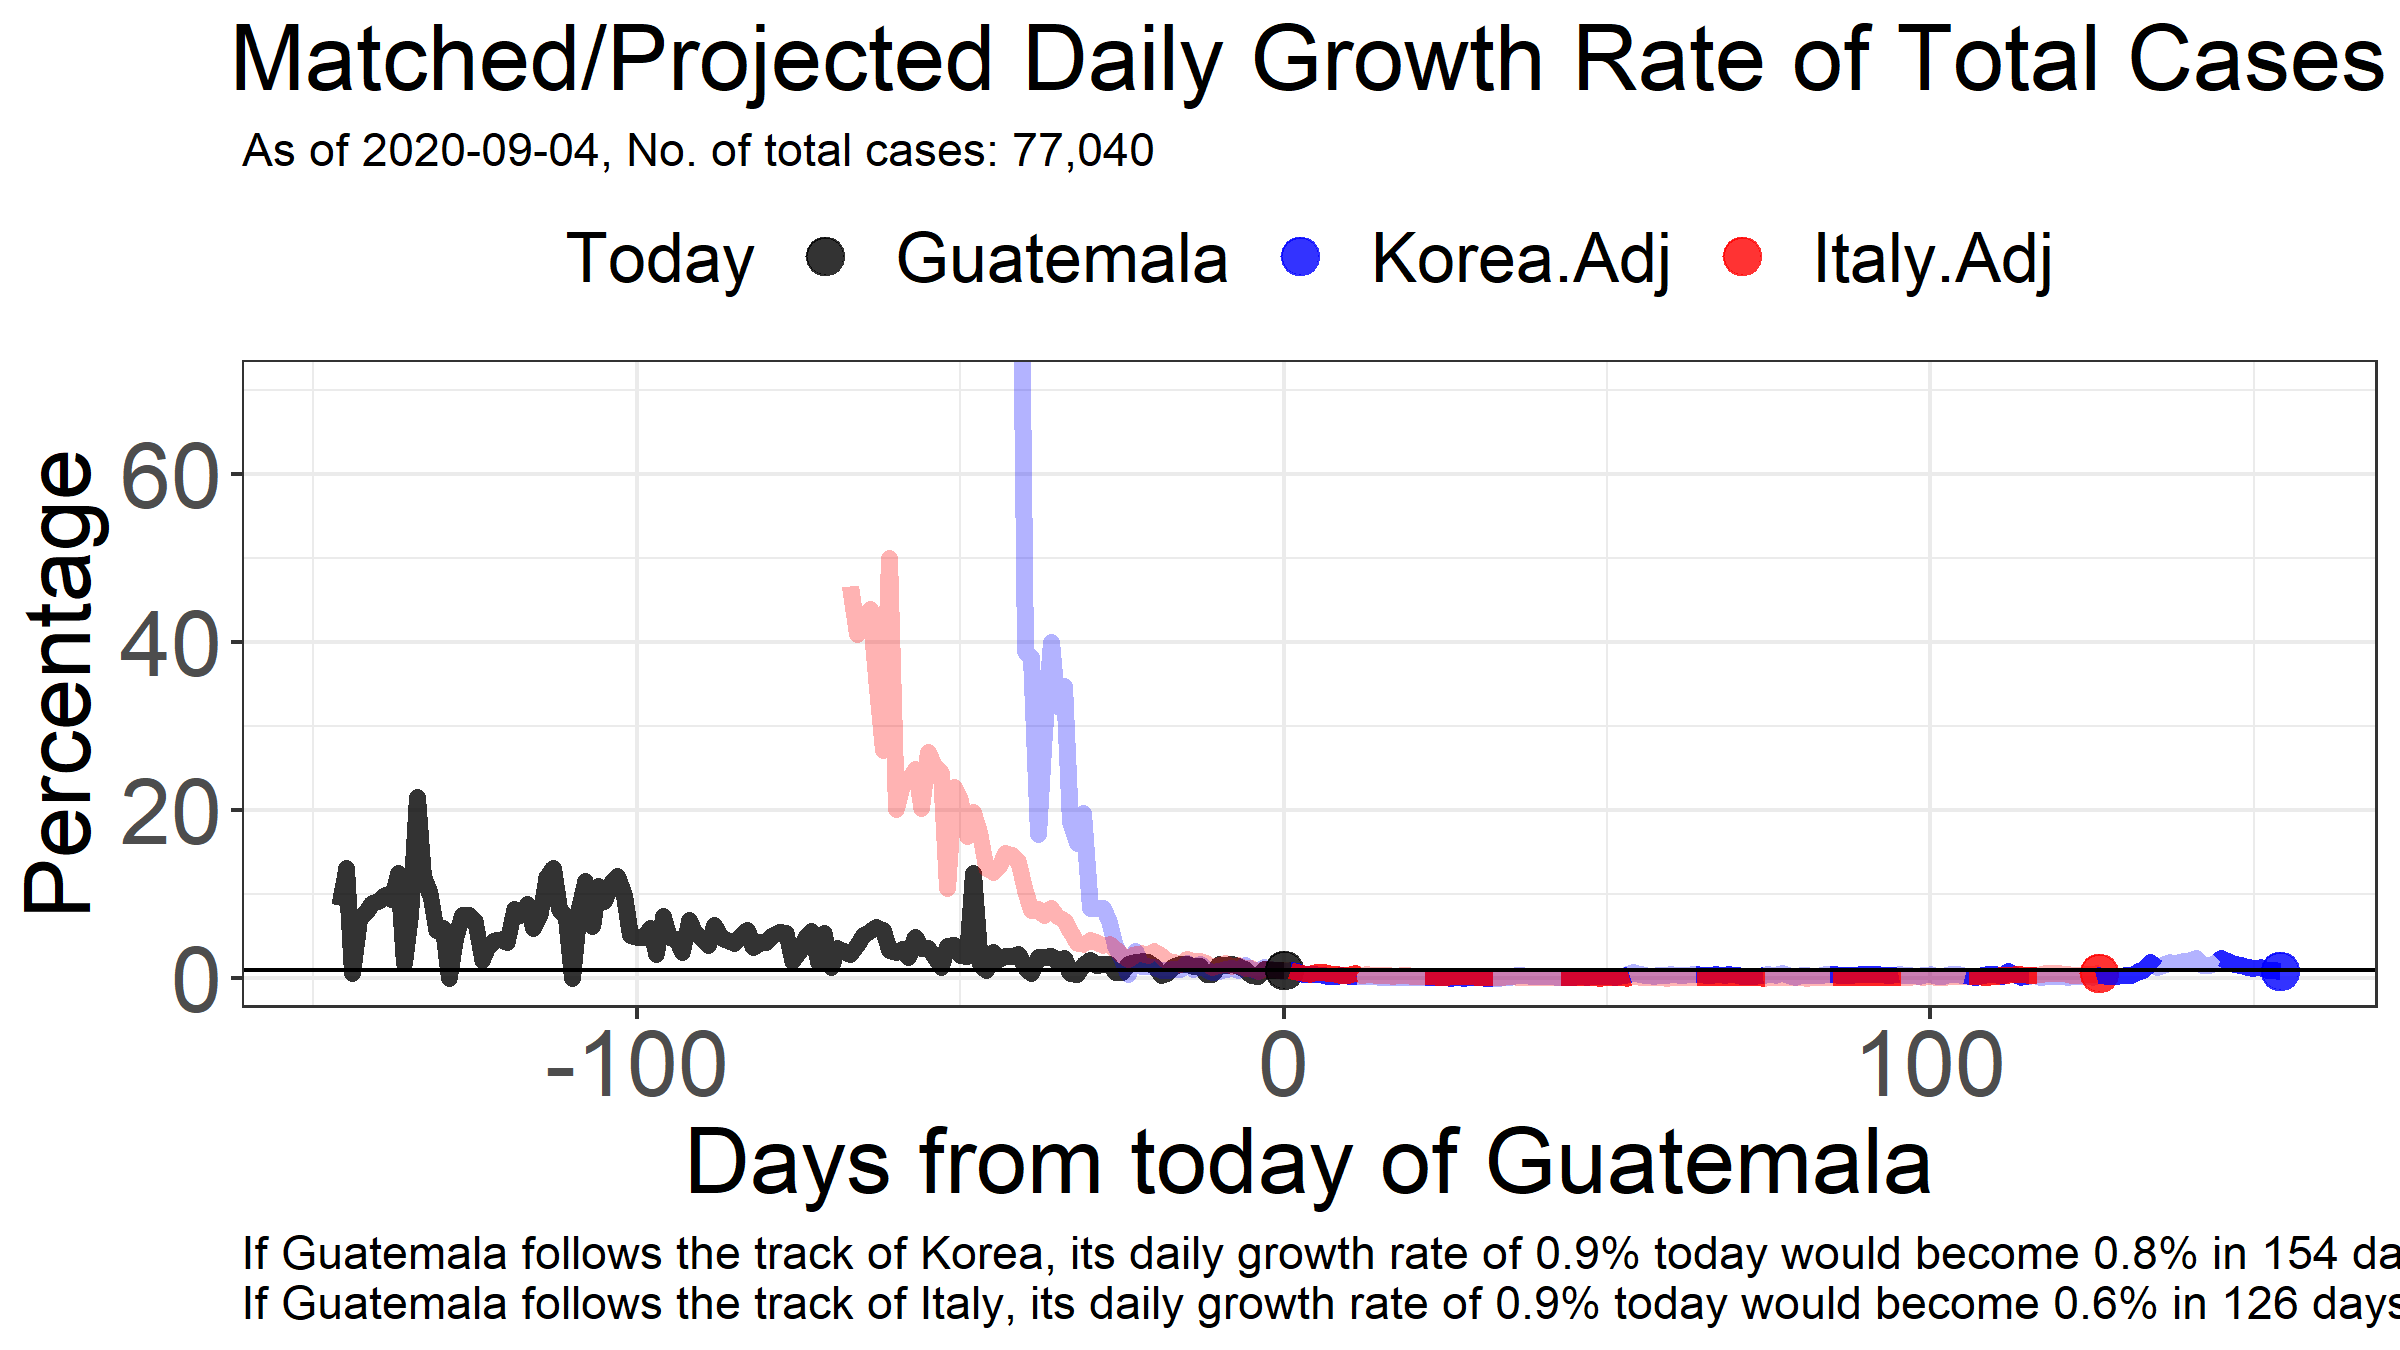 Matched/Projected Daily Growth Rate of Total Cases
As of 2020-09-04, No. of total cases: 77,040
Today Guatemala Korea.Adj Italy.Adj
Percentage
60
40
20
0
-100 0 100
Days from today of Guatemala
If Guatemala follows the track of Korea, its daily growth rate of 0.9% today would become 0.8% in 154 da
If Guatemala follows the track of Italy, its daily growth rate of 0.9% today would become 0.6% in 126 days